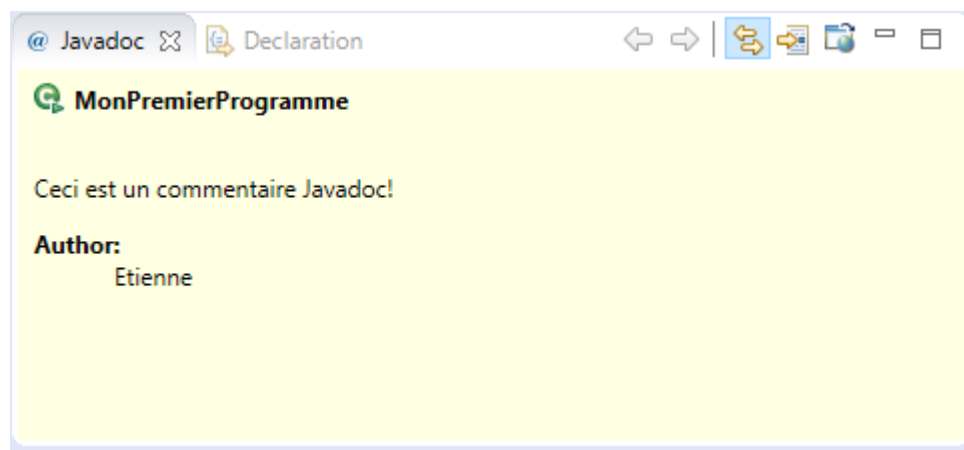 @ Javadoc Declaration
MonPremierProgramme
Ceci est un commentaire Javadoc!
Author:
Etienne